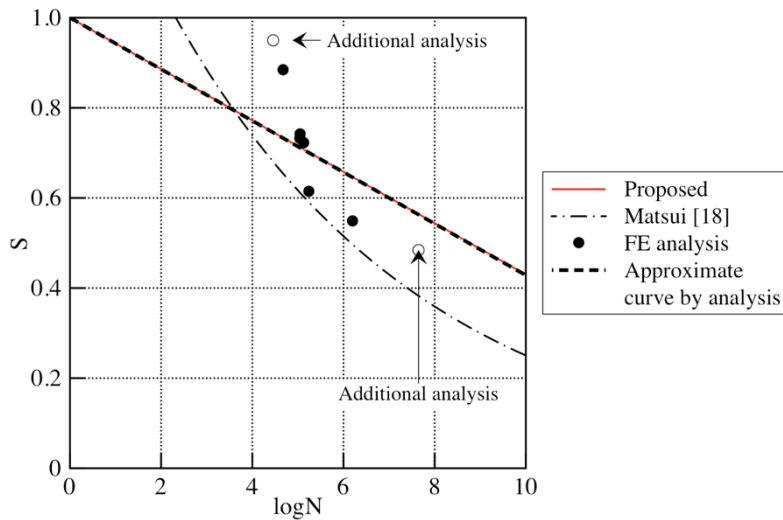 1.0
Additional analysis
0.8
0.6
S
0.4
Additional analysis
0.2
0
0 2 4 6 8 10
logN
Proposed
Matsui [18]
FE analysis
Approximate
curve by analysis